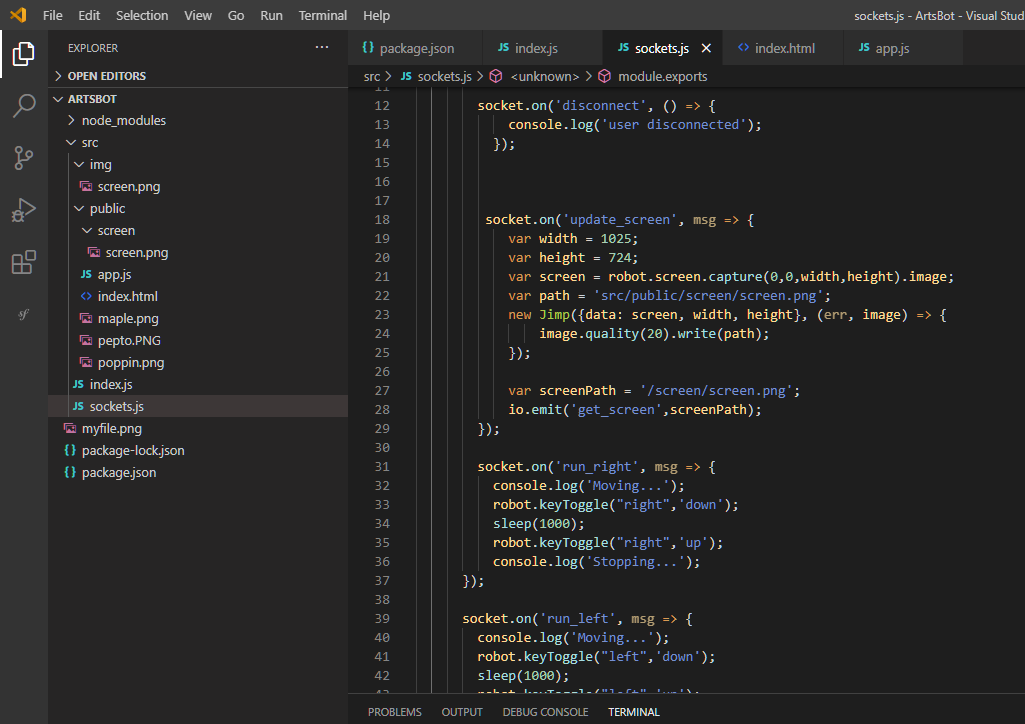 File Edit Selection View Go Run Terminal Help
sockets.js - ArtsBot - Visual Stud
EXPLORER ...
OPEN EDITORS
ARTSBOT
node_modules
src
img
screen.png
public
screen
screen.png
JS app.js
<> index.html
maple.png
pepto.PNG
poppin.png
JS index.js
JS sockets.js
myfile.png
{} package-lock.json
{} package.json
{} package.json JS index.js JS sockets.js × <> index.html JS app.js
src > JS sockets.js > <unknown> > module.exports
11
12 socket.on('disconnect', () => {
13 console.log('user disconnected');
14 });
15
16
17
18 socket.on('update_screen', msg => {
19 var width = 1025;
20 var height = 724;
21 var screen = robot.screen.capture(0,0,width,height).image;
22 var path = 'src/public/screen/screen.png';
23 new Jimp({data: screen, width, height}, (err, image) => {
24 image.quality(20).write(path);
25 });
26
27 var screenPath = '/screen/screen.png';
28 io.emit('get_screen',screenPath);
29 });
30
31 socket.on('run_right', msg => {
32 console.log('Moving...');
33 robot.keyToggle("right",'down');
34 sleep(1000);
35 robot.keyToggle("right",'up');
36 console.log('Stopping...');
37 });
38
39 socket.on('run_left', msg => {
40 console.log('Moving...');
41 robot.keyToggle("left",'down');
42 sleep(1000);
43 robot.keyToggle("left",'up');
PROBLEMS OUTPUT DEBUG CONSOLE TERMINAL